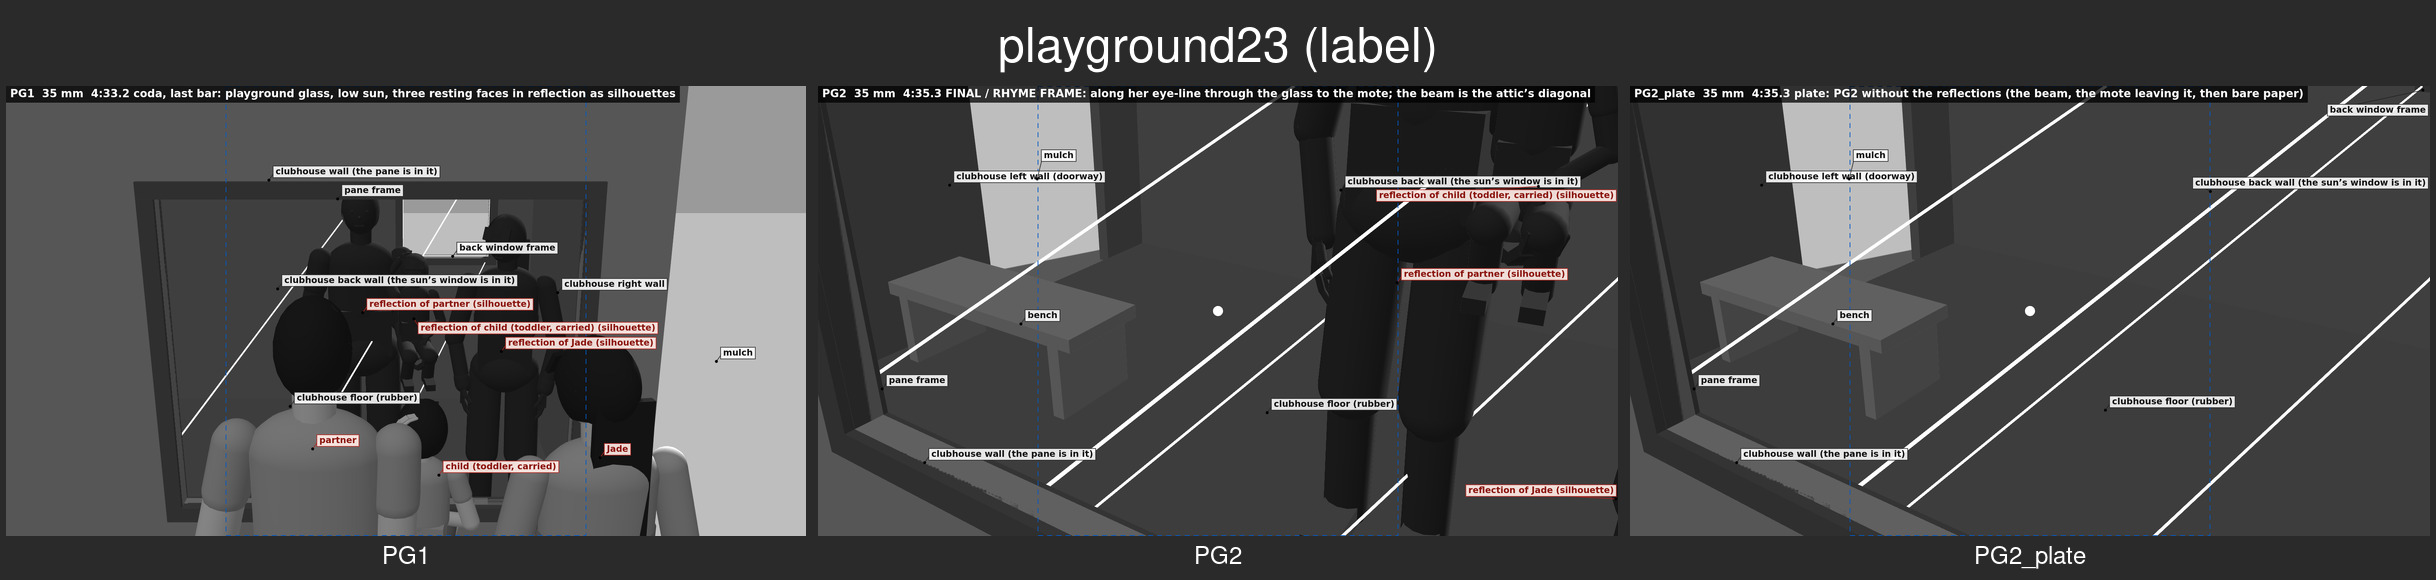 playground23 (label)
PG1 35 mm 4:33.2 coda, last bar: playground glass, low sun, three resting faces in reflection as silhouettes
clubhouse wall (the pane is in it)
pane frame
back window frame
clubhouse back wall (the sun's window is in it)
clubhouse right wall
reflection of partner (silhouette)
reflection of child (toddler, carried) (silhouette)
reflection of Jade (silhouette)
mulch
clubhouse floor (rubber)
partner
Jade
child (toddler, carried)
PG1
PG2 35 mm 4:35.3 FINAL / RHYME FRAME: along her eye-line through the glass to the mote; the beam is the attic's diagonal
mulch
clubhouse left wall (doorway)
clubhouse back wall (the sun's window is in it)
reflection of child (toddler, carried) (silhouette)
reflection of partner (silhouette)
bench
pane frame
clubhouse floor (rubber)
clubhouse wall (the pane is in it)
reflection of Jade (silhouette)
PG2
PG2_plate 35 mm 4:35.3 plate: PG2 without the reflections (the beam, the mote leaving it, then bare paper)
back window frame
mulch
clubhouse left wall (doorway)
clubhouse back wall (the sun's window is in it)
bench
pane frame
clubhouse floor (rubber)
clubhouse wall (the pane is in it)
PG2_plate